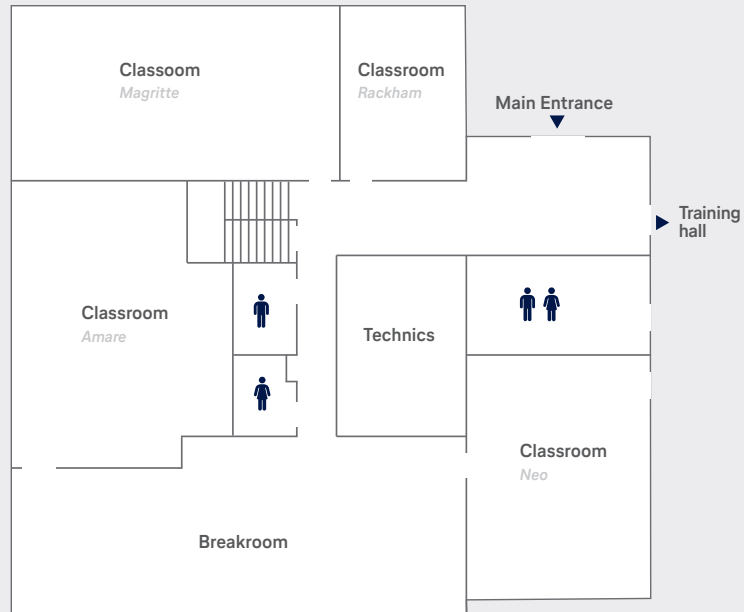 Classoom
Magritte
Classroom
Rackham
Main Entrance
Training
hall
Classroom
Amare
Technics
Classroom
Neo
Breakroom